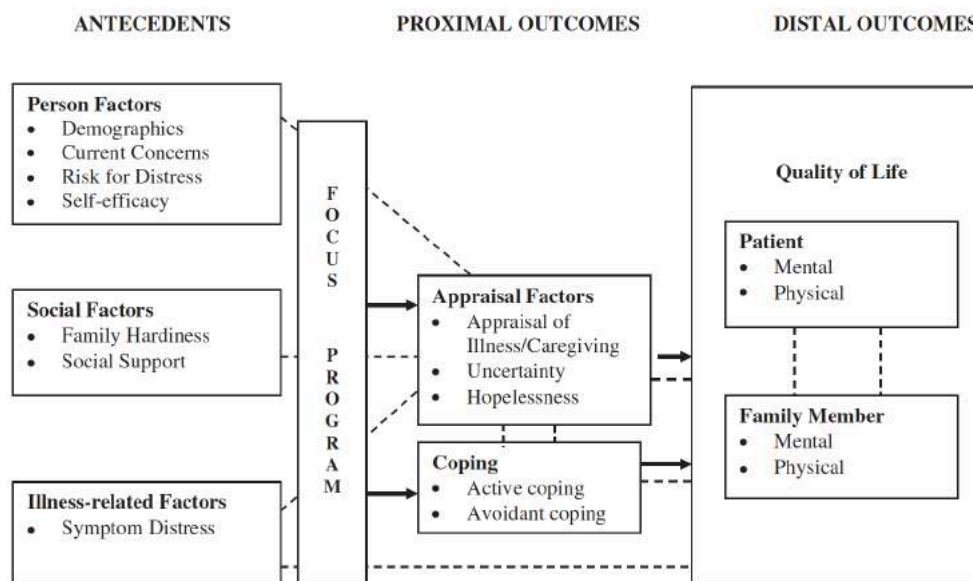 ANTECEDENTS
PROXIMAL OUTCOMES
DISTAL OUTCOMES
Person Factors
• Demographics
• Current Concerns
• Risk for Distress
• Self-efficacy
Social Factors
• Family Hardiness
• Social Support
Illness-related Factors
• Symptom Distress
FOCUS
PROGRAM
Appraisal Factors
• Appraisal of
Illness/Caregiving
• Uncertainty
• Hopelessness
Coping
• Active coping
• Avoidant coping
Quality of Life
Patient
• Mental
• Physical
Family Member
• Mental
• Physical